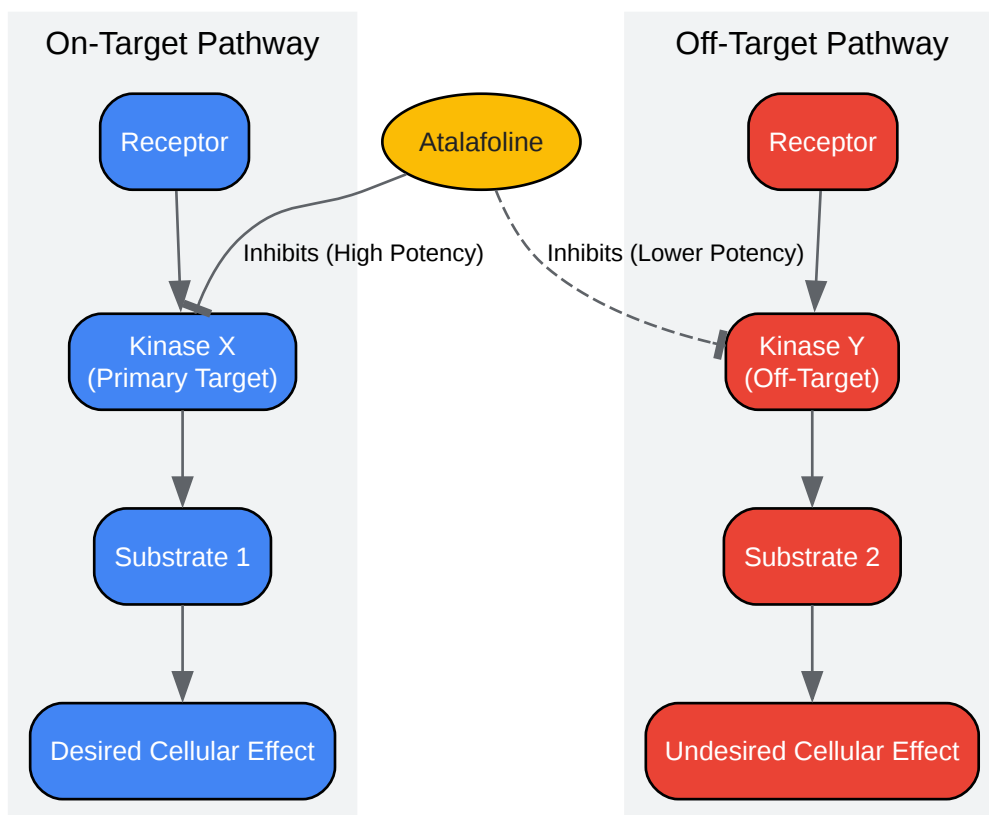 On-Target Pathway
Off-Target Pathway
Receptor
Atalafoline
Receptor
Inhibits (High Potency)
Inhibits (Lower Potency)
Kinase X
(Primary Target)
Kinase Y
(Off-Target)
Substrate 1
Substrate 2
Desired Cellular Effect
Undesired Cellular Effect